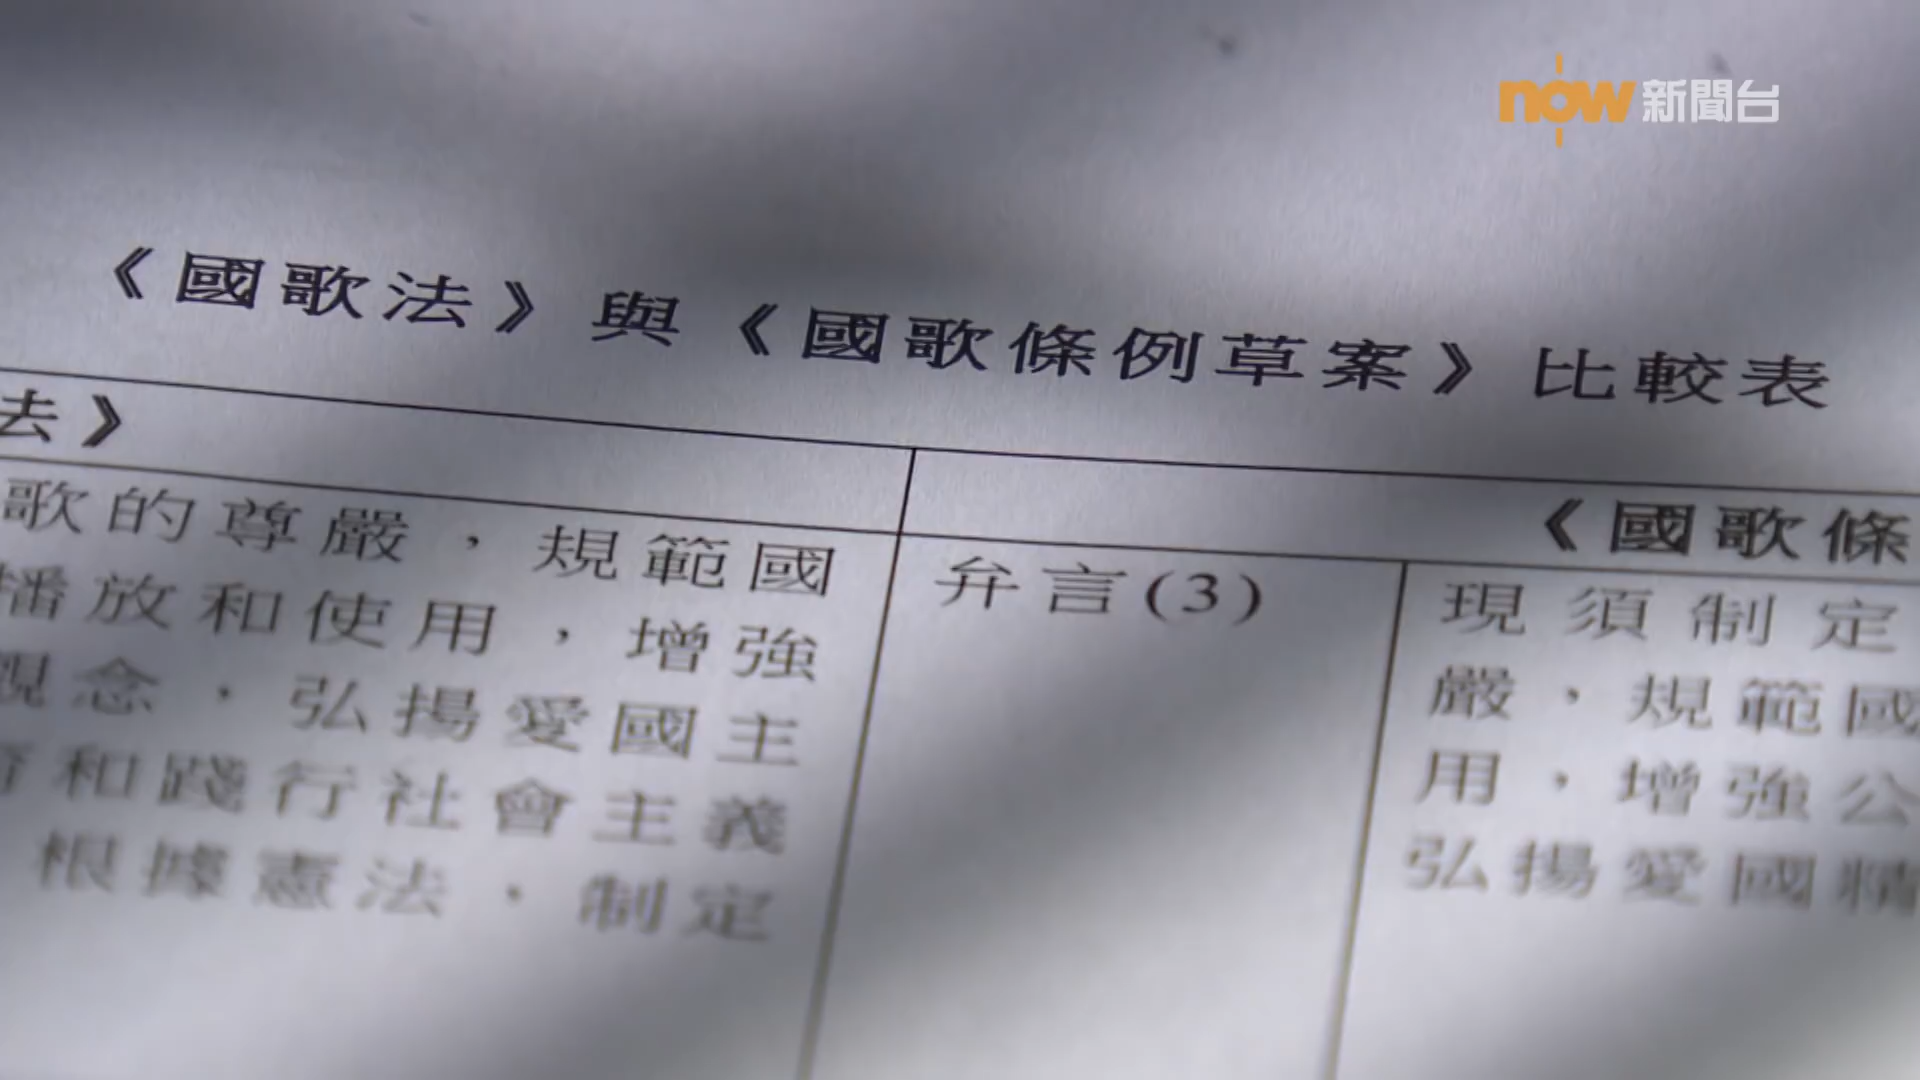 now 新聞台
《國歌法》與《國歌條例草案》比較表
法》
《國歌條
歌的尊嚴，規範國
播放和使用，增強
觀念，弘揚愛國主
和踐行社會主義
根據憲法，制定
弁言(3)
現須制定
嚴，規範國
用，增強公
弘揚愛國精